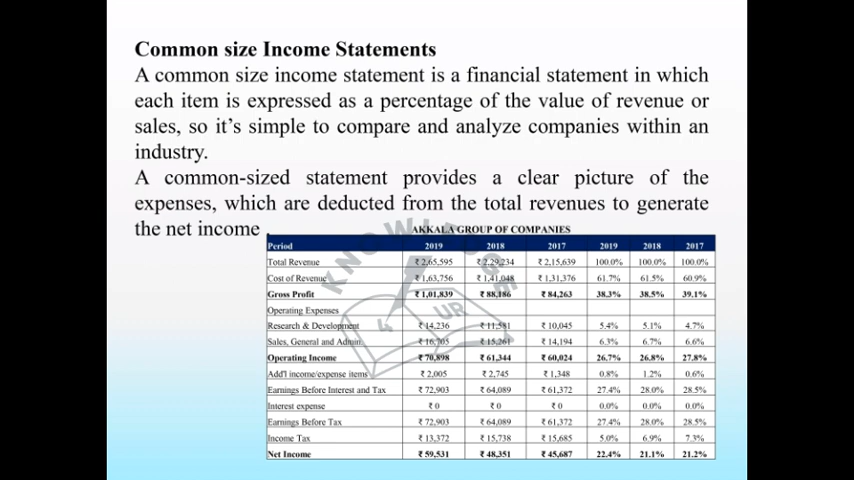 Common size Income Statements
A common size income statement is a financial statement in which
each item is expressed as a percentage of the value of revenue or
sales, so it's simple to compare and analyze companies within an
industry.
A common-sized statement provides a clear picture of the
expenses, which are deducted from the total revenues to generate
the net income .
AKKALA GROUP OF COMPANIES
Period 2019 2018 2017 2019 2018 2017
Total Revenue ₹ 2,65,595 ₹ 2,29,234 ₹ 2,15,639 100.0% 100.0% 100.0%
Cost of Revenue ₹ 1,63,756 ₹ 1,41,048 ₹ 1,31,376 61.7% 61.5% 60.9%
Gross Profit ₹ 1,01,839 ₹ 88,186 ₹ 84,263 38.3% 38.5% 39.1%
Operating Expenses
Research & Development ₹ 14,236 ₹ 11,581 ₹ 10,045 5.4% 5.1% 4.7%
Sales, General and Admin. ₹ 16,705 ₹ 15,261 ₹ 14,194 6.3% 6.7% 6.6%
Operating Income ₹ 70,898 ₹ 61,344 ₹ 60,024 26.7% 26.8% 27.8%
Add'l income/expense items ₹ 2,005 ₹ 2,745 ₹ 1,348 0.8% 1.2% 0.6%
Earnings Before Interest and Tax ₹ 72,903 ₹ 64,089 ₹ 61,372 27.4% 28.0% 28.5%
Interest expense ₹ 0 ₹ 0 ₹ 0 0.0% 0.0% 0.0%
Earnings Before Tax ₹ 72,903 ₹ 64,089 ₹ 61,372 27.4% 28.0% 28.5%
Income Tax ₹ 13,372 ₹ 15,738 ₹ 15,685 5.0% 6.9% 7.3%
Net Income ₹ 59,531 ₹ 48,351 ₹ 45,687 22.4% 21.1% 21.2%
KNOWLEDGE
4 UR